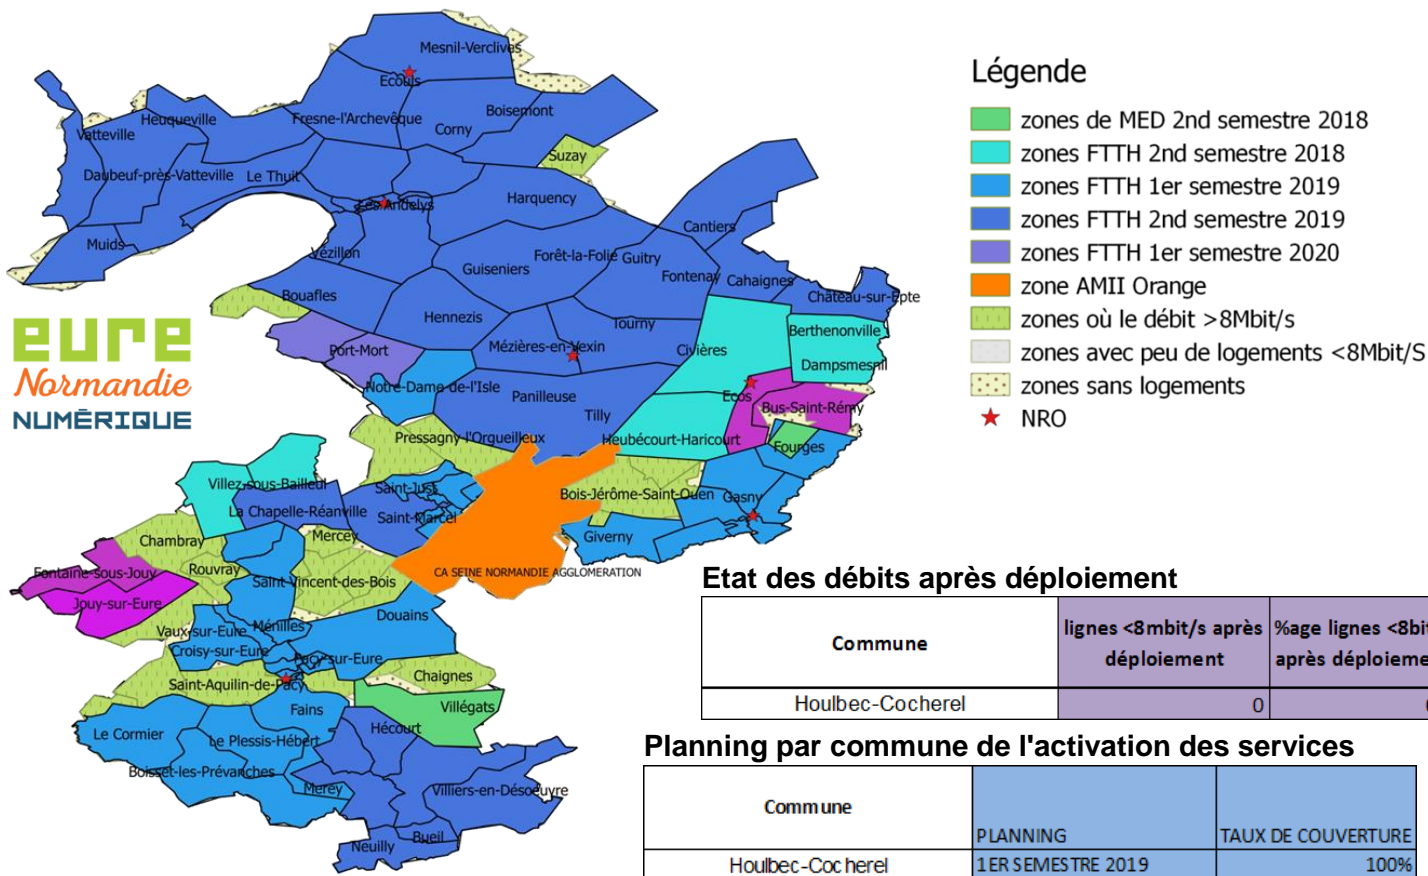 Mesnil-Verclives
Ecouis
Fresne-l'Archevêque
Corny
Boisemont
Heuqueville
Vatteville
Suzay
Daubeuf-près-Vatteville
Le Thuit
Les Andelys
Harquency
Muids
Vézillon
Cantiers
Forêt-la-Folie
Guitry
Guiseniers
Fontenay
Cahaignes
Château-sur-Epte
Bouafles
Hennezis
Tourny
Berthenonville
Port-Mort
Mézières-en-Vexin
Civières
Dampsmesnil
Notre-Dame-de-l'Isle
Panilleuse
Ecos
Bus-Saint-Rémy
Tilly
Pressagny-l'Orgueilleux
Heubécourt-Haricourt
Fourges
Villez-sous-Bailleul
Saint-Just
Bois-Jérôme-Saint-Ouen
Gasny
La Chapelle-Réanville
Saint-Marcel
Chambray
Mercey
Giverny
Rouvray
Fontaine-sous-Jouy
Saint-Vincent-des-Bois
CA SEINE NORMANDIE AGGLOMERATION
Jouy-sur-Eure
Douains
Vaux-sur-Eure
Ménilles
Croisy-sur-Eure
Pacy-sur-Eure
Saint-Aquilin-de-Pacy
Chaignes
Villégats
Fains
Le Cormier
Le Plessis-Hébert
Hécourt
Boisset-les-Prévanches
Merey
Villiers-en-Désoeuvre
Bueil
Neuilly
eure
Normandie
NUMÉRIQUE
Légende
zones de MED 2nd semestre 2018
zones FTTH 2nd semestre 2018
zones FTTH 1er semestre 2019
zones FTTH 2nd semestre 2019
zones FTTH 1er semestre 2020
zone AMII Orange
zones où le débit >8Mbit/s
zones avec peu de logements <8Mbit/S
zones sans logements
NRO
Etat des débits après déploiement
Commune
lignes <8mbit/s après
déploiement
%age lignes <8bit
après déploieme
Houlbec-Cocherel
0
Planning par commune de l'activation des services
Commune
PLANNING
TAUX DE COUVERTURE
Houlbec-Cocherel
1ER SEMESTRE 2019
100%